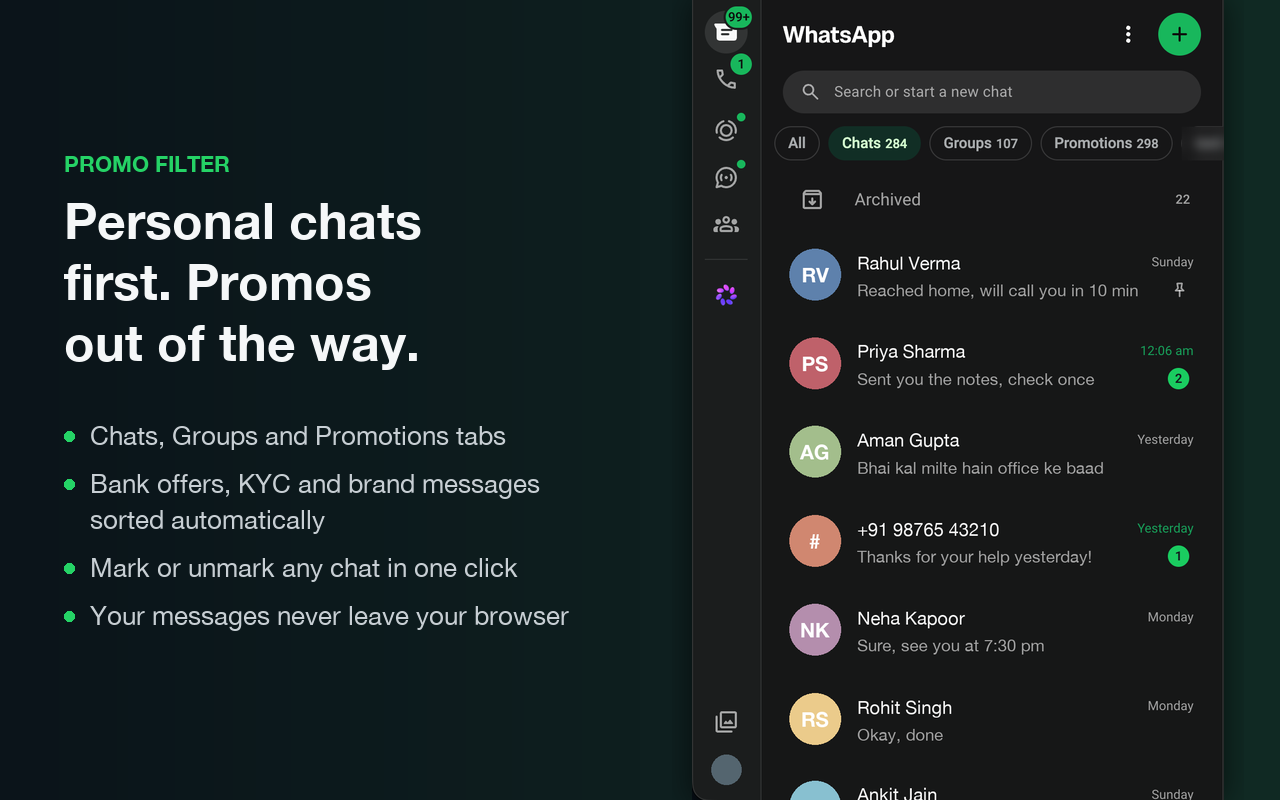 PROMO FILTER
Personal chats
first. Promos
out of the way.
Chats, Groups and Promotions tabs
Bank offers, KYC and brand messages
sorted automatically
Mark or unmark any chat in one click
Your messages never leave your browser
99+
1
WhatsApp
Search or start a new chat
All
Chats 284
Groups 107
Promotions 298
Archived
22
RV
Rahul Verma
Sunday
Reached home, will call you in 10 min
PS
Priya Sharma
12:06 am
Sent you the notes, check once
2
AG
Aman Gupta
Yesterday
Bhai kal milte hain office ke baad
#
+91 98765 43210
Yesterday
Thanks for your help yesterday!
1
NK
Neha Kapoor
Monday
Sure, see you at 7:30 pm
RS
Rohit Singh
Monday
Okay, done
Ankit Jain
Sunday